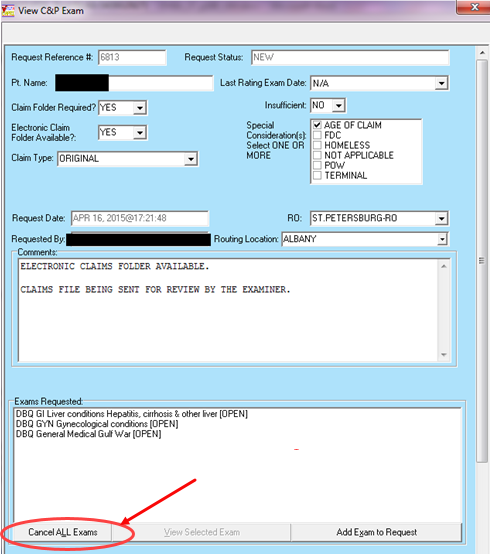 View C&P Exam
Request Reference #: 6813 Request Status: NEW
Pt. Name: Last Rating Exam Date: N/A
Claim Folder Required? YES Insufficient: NO
Electronic Claim
Folder Available?: YES
Special
Consideration(s):
Select ONE OR
MORE
AGE OF CLAIM
FDC
HOMELESS
NOT APPLICABLE
POW
TERMINAL
Claim Type: ORIGINAL
Request Date: APR 16, 2015@17:21:48 RO: ST.PETERSBURG-RO
Requested By: Routing Location: ALBANY
Comments:
ELECTRONIC CLAIMS FOLDER AVAILABLE.
CLAIMS FILE BEING SENT FOR REVIEW BY THE EXAMINER.
Exams Requested:
DBQ GI Liver conditions Hepatitis, cirrhosis & other liver [OPEN]
DBQ GYN Gynecological conditions [OPEN]
DBQ General Medical Gulf War [OPEN]
Cancel ALL Exams View Selected Exam Add Exam to Request